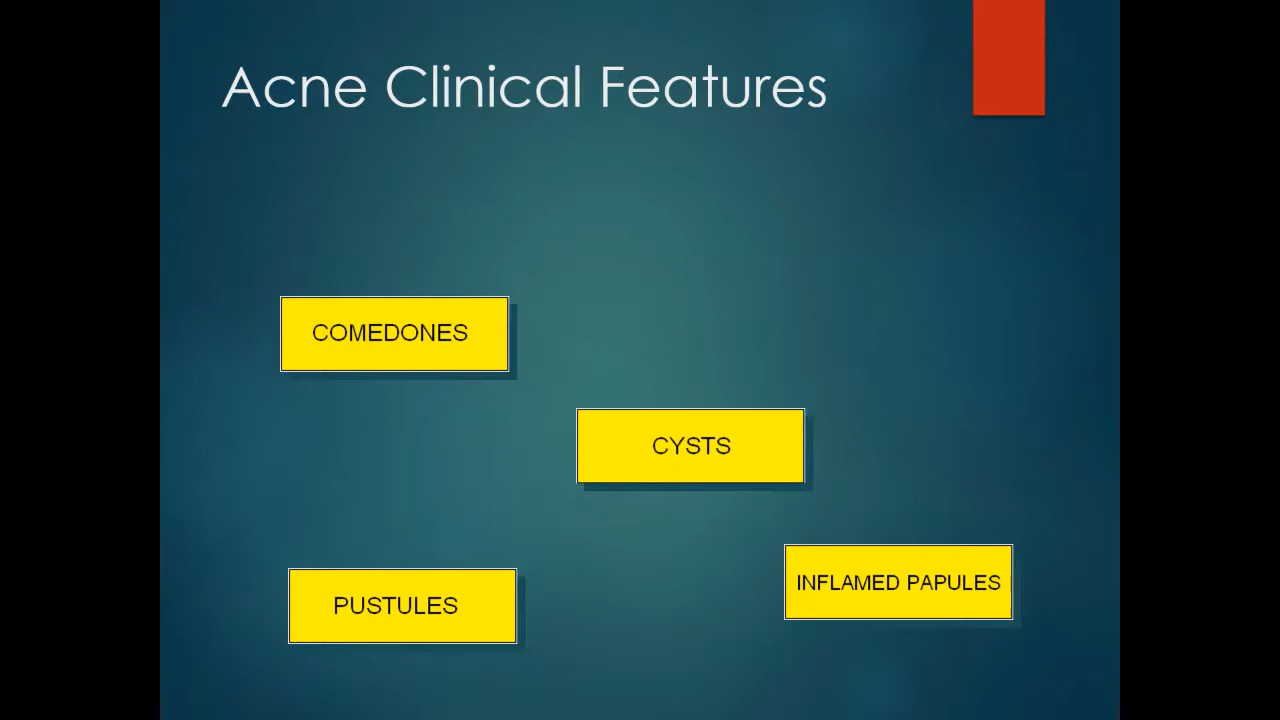 Acne Clinical Features
COMEDONES
CYSTS
INFLAMED PAPULES
PUSTULES